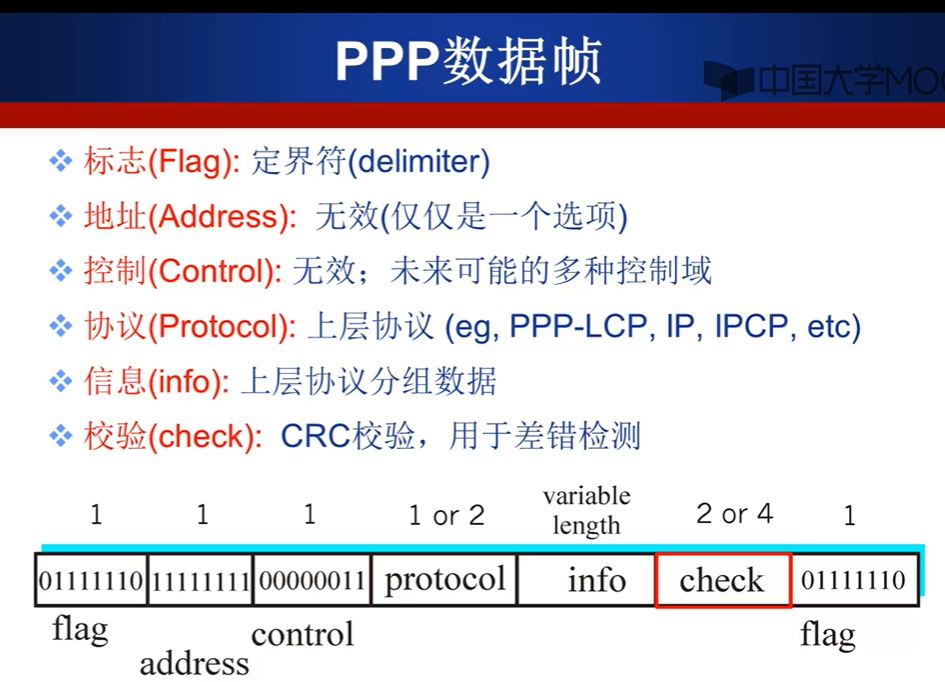 PPP数据帧
中国大学MO
标志(Flag): 定界符(delimiter)
地址(Address): 无效(仅仅是一个选项)
控制(Control): 无效；未来可能的多种控制域
协议(Protocol): 上层协议 (eg, PPP-LCP, IP, IPCP, etc)
信息(info): 上层协议分组数据
校验(check): CRC校验，用于差错检测
1 1 1 1 or 2 variable length 2 or 4 1
01111110 11111111 00000011 protocol info check 01111110
flag address control flag